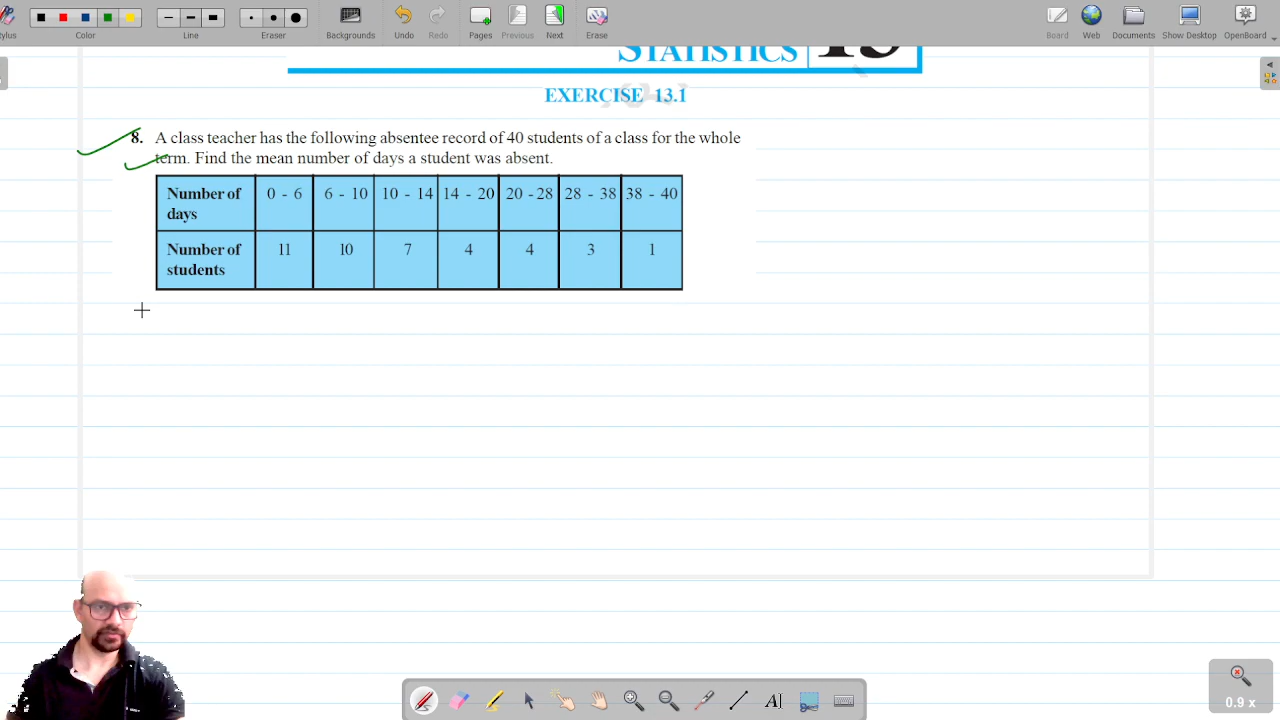 Stylus
Color
Line
Eraser
Backgrounds
Undo
Redo
Pages
Previous
Next
Erase
Board
Web
Documents
Show Desktop
OpenBoard
STATISTICS 13
EXERCISE 13.1
8. A class teacher has the following absentee record of 40 students of a class for the whole
term. Find the mean number of days a student was absent.
Number of days 0 - 6 6 - 10 10 - 14 14 - 20 20 -28 28 - 38 38 - 40
Number of students 11 10 7 4 4 3 1
0.9 x